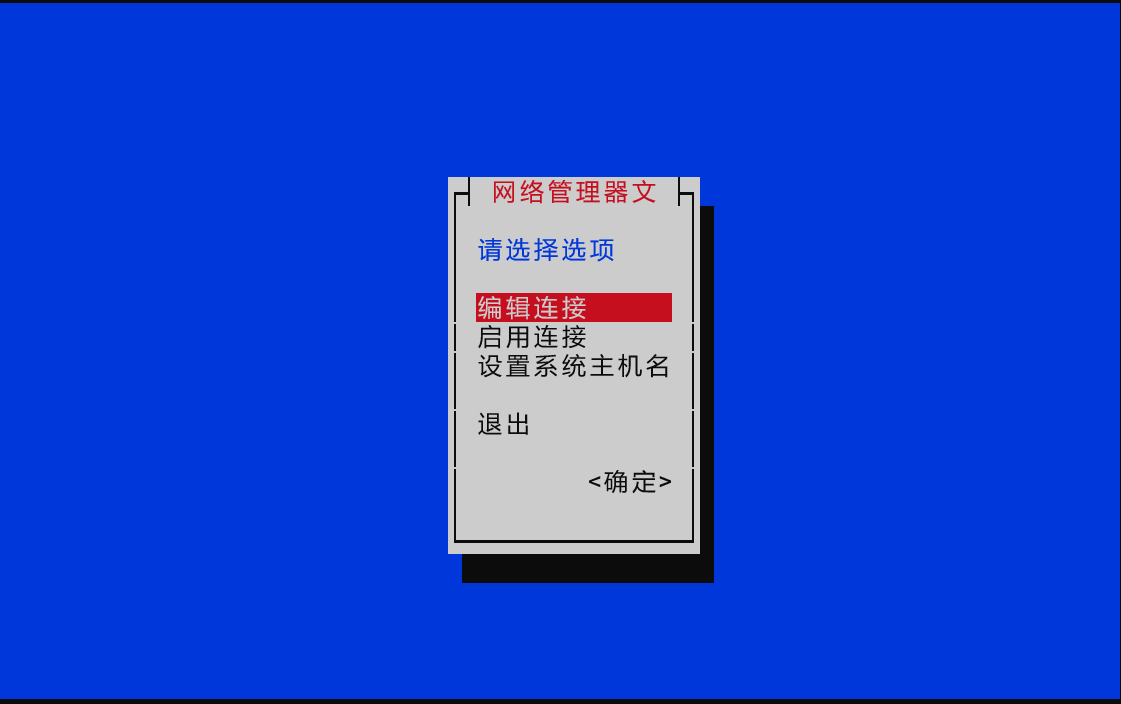 网络管理器文
请选择选项
编辑连接
启用连接
设置系统主机名
退出
<确定>